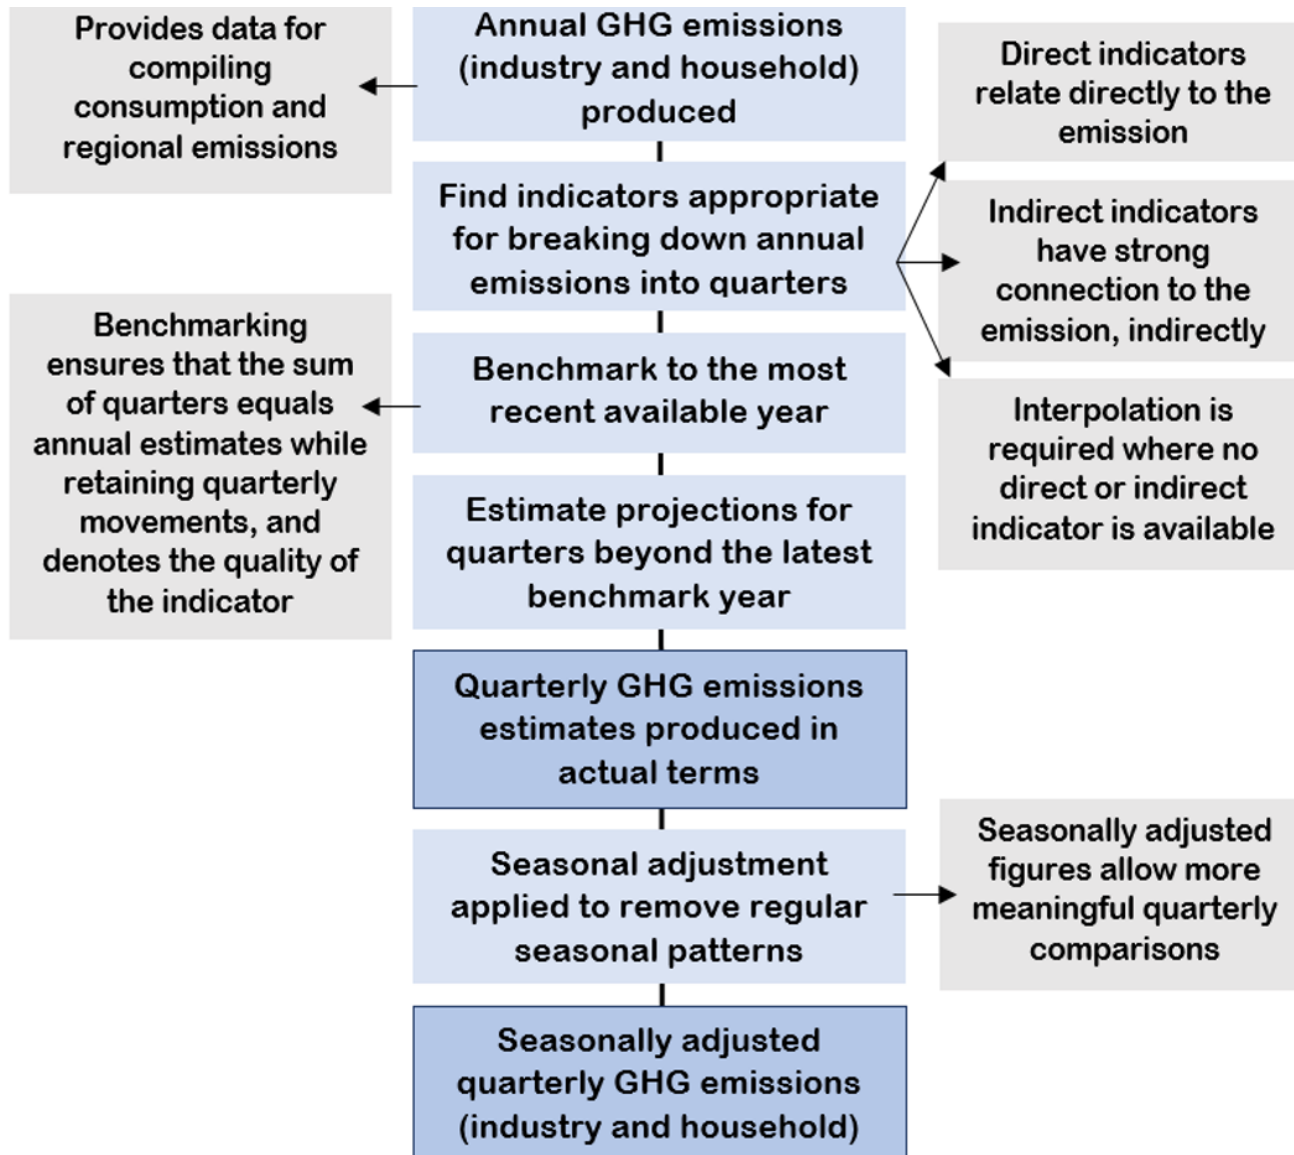 Provides data for
compiling
consumption and
regional emissions
Annual GHG emissions
(industry and household)
produced
Direct indicators
relate directly to the
emission
Find indicators appropriate
for breaking down annual
emissions into quarters
Indirect indicators
have strong
connection to the
emission, indirectly
Benchmarking
ensures that the sum
of quarters equals
annual estimates while
retaining quarterly
movements, and
denotes the quality of
the indicator
Benchmark to the most
recent available year
Interpolation is
required where no
direct or indirect
indicator is available
Estimate projections for
quarters beyond the latest
benchmark year
Quarterly GHG emissions
estimates produced in
actual terms
Seasonal adjustment
applied to remove regular
seasonal patterns
Seasonally adjusted
figures allow more
meaningful quarterly
comparisons
Seasonally adjusted
quarterly GHG emissions
(industry and household)